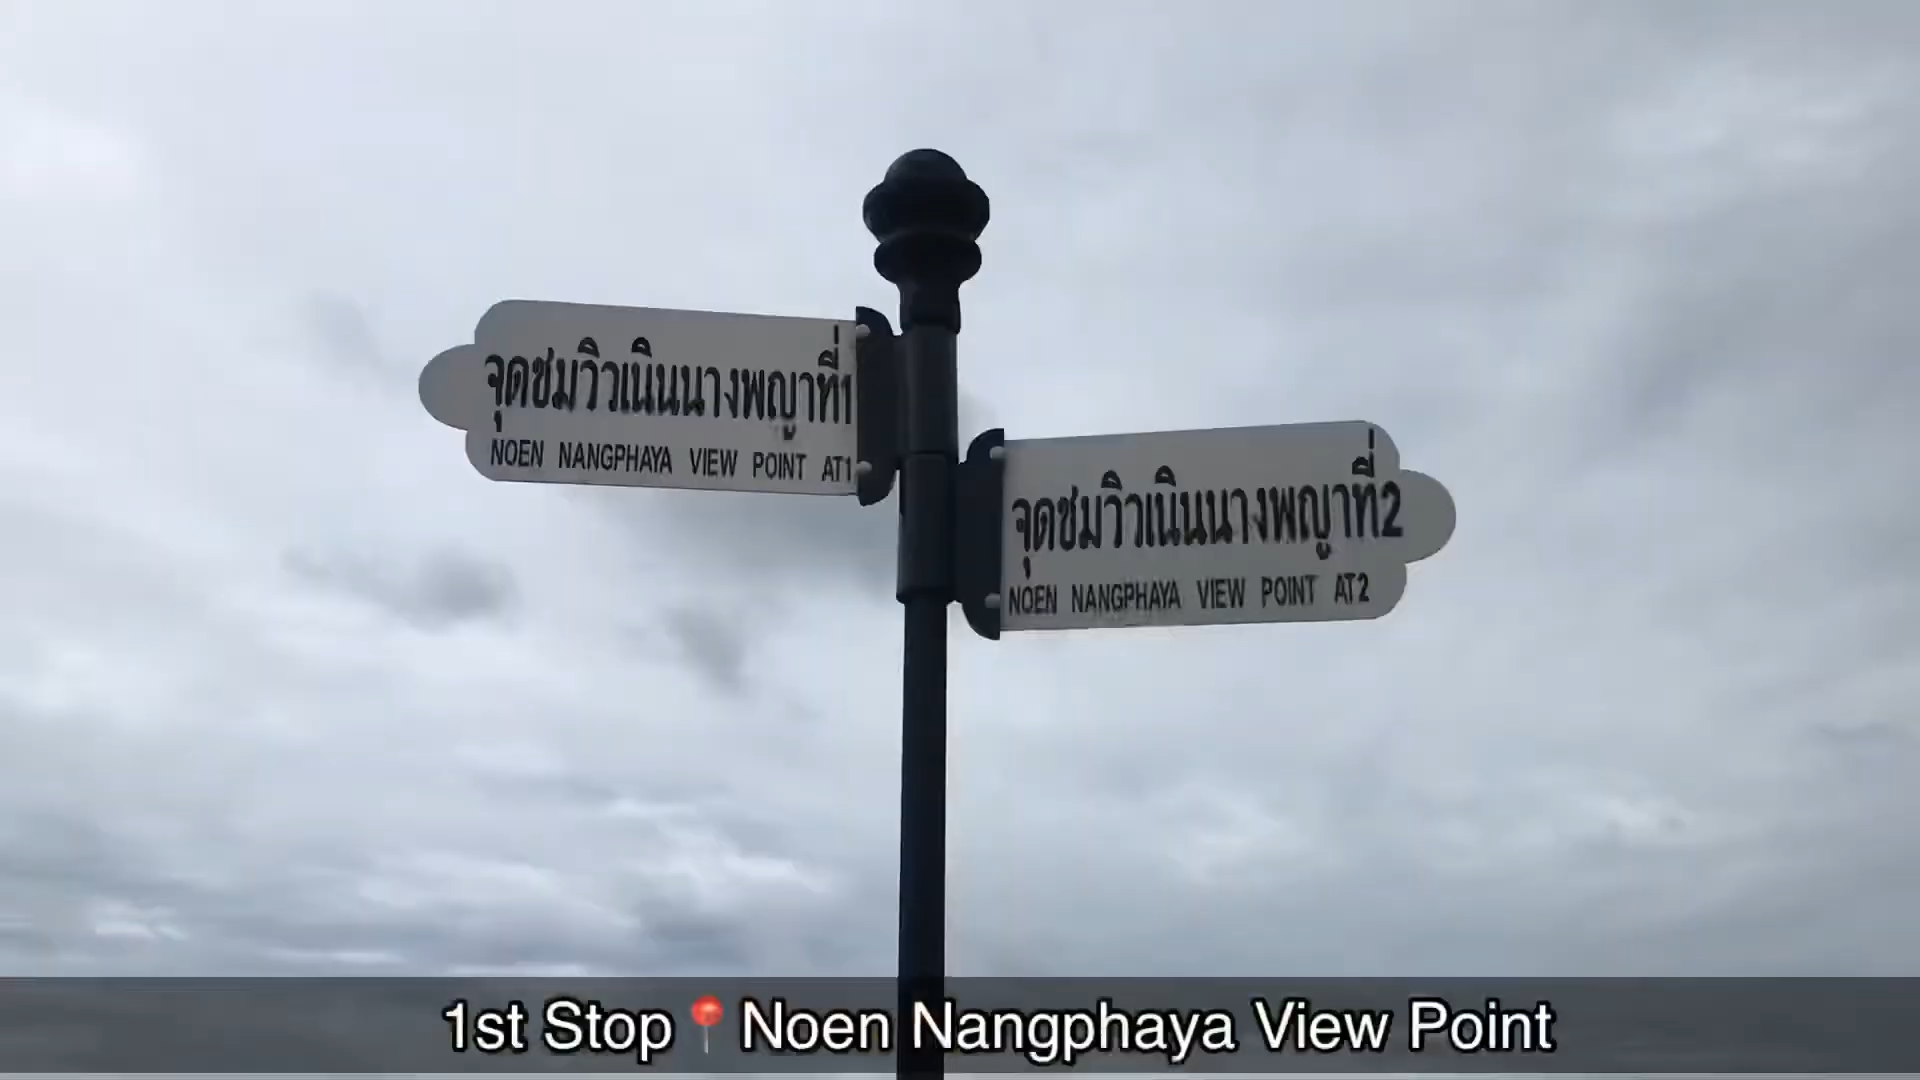 จุดชมวิวเนินนางพญาที่1
NOEN NANGPHAYA VIEW POINT AT1
จุดชมวิวเนินนางพญาที่2
NOEN NANGPHAYA VIEW POINT AT2
1st Stop📍Noen Nangphaya View Point